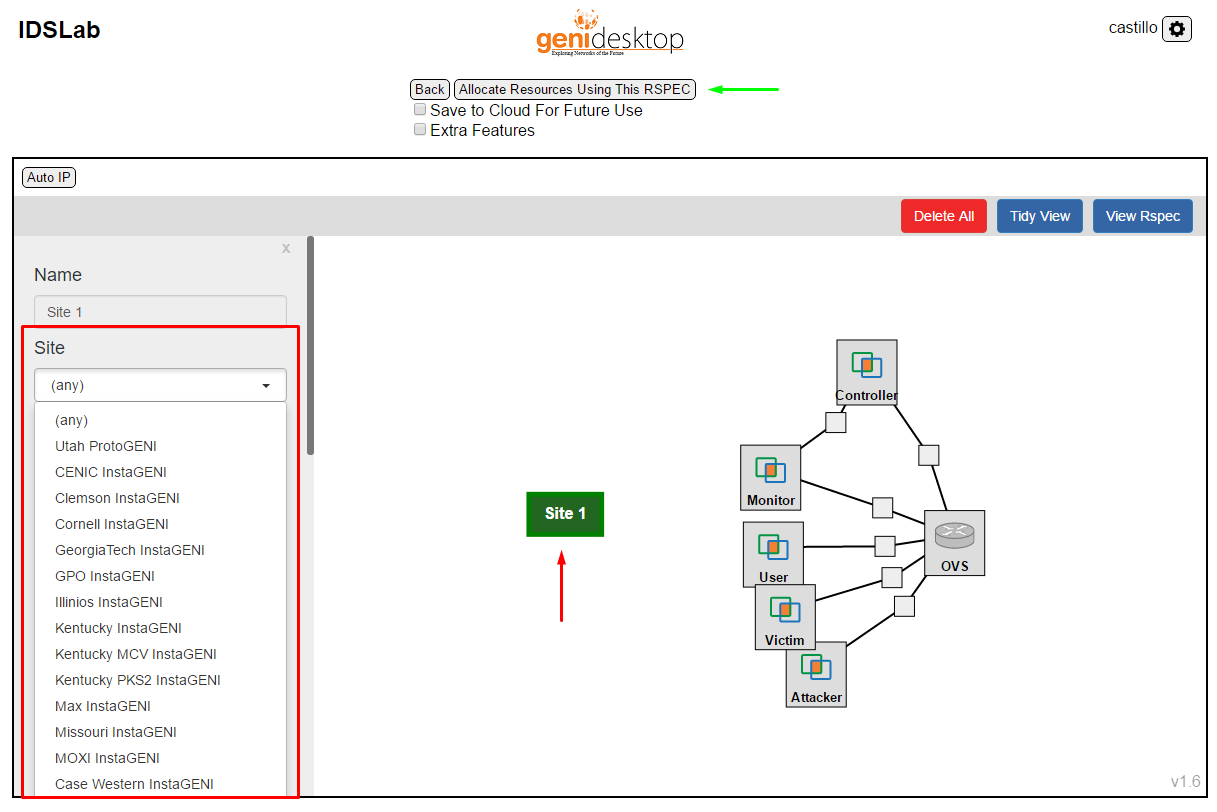 IDSLab
genidesktop
Exploring Networks of the Future
castillo
Back
Allocate Resources Using This RSPEC
Save to Cloud For Future Use
Extra Features
Auto IP
Delete All
Tidy View
View Rspec
x
Name
Site 1
Site
(any)
(any)
Utah ProtoGENI
CENIC InstaGENI
Clemson InstaGENI
Cornell InstaGENI
GeorgiaTech InstaGENI
GPO InstaGENI
Illinios InstaGENI
Kentucky InstaGENI
Kentucky MCV InstaGENI
Kentucky PKS2 InstaGENI
Max InstaGENI
Missouri InstaGENI
MOXI InstaGENI
Case Western InstaGENI
Site 1
Controller
Monitor
User
OVS
Victim
Attacker
v1.6